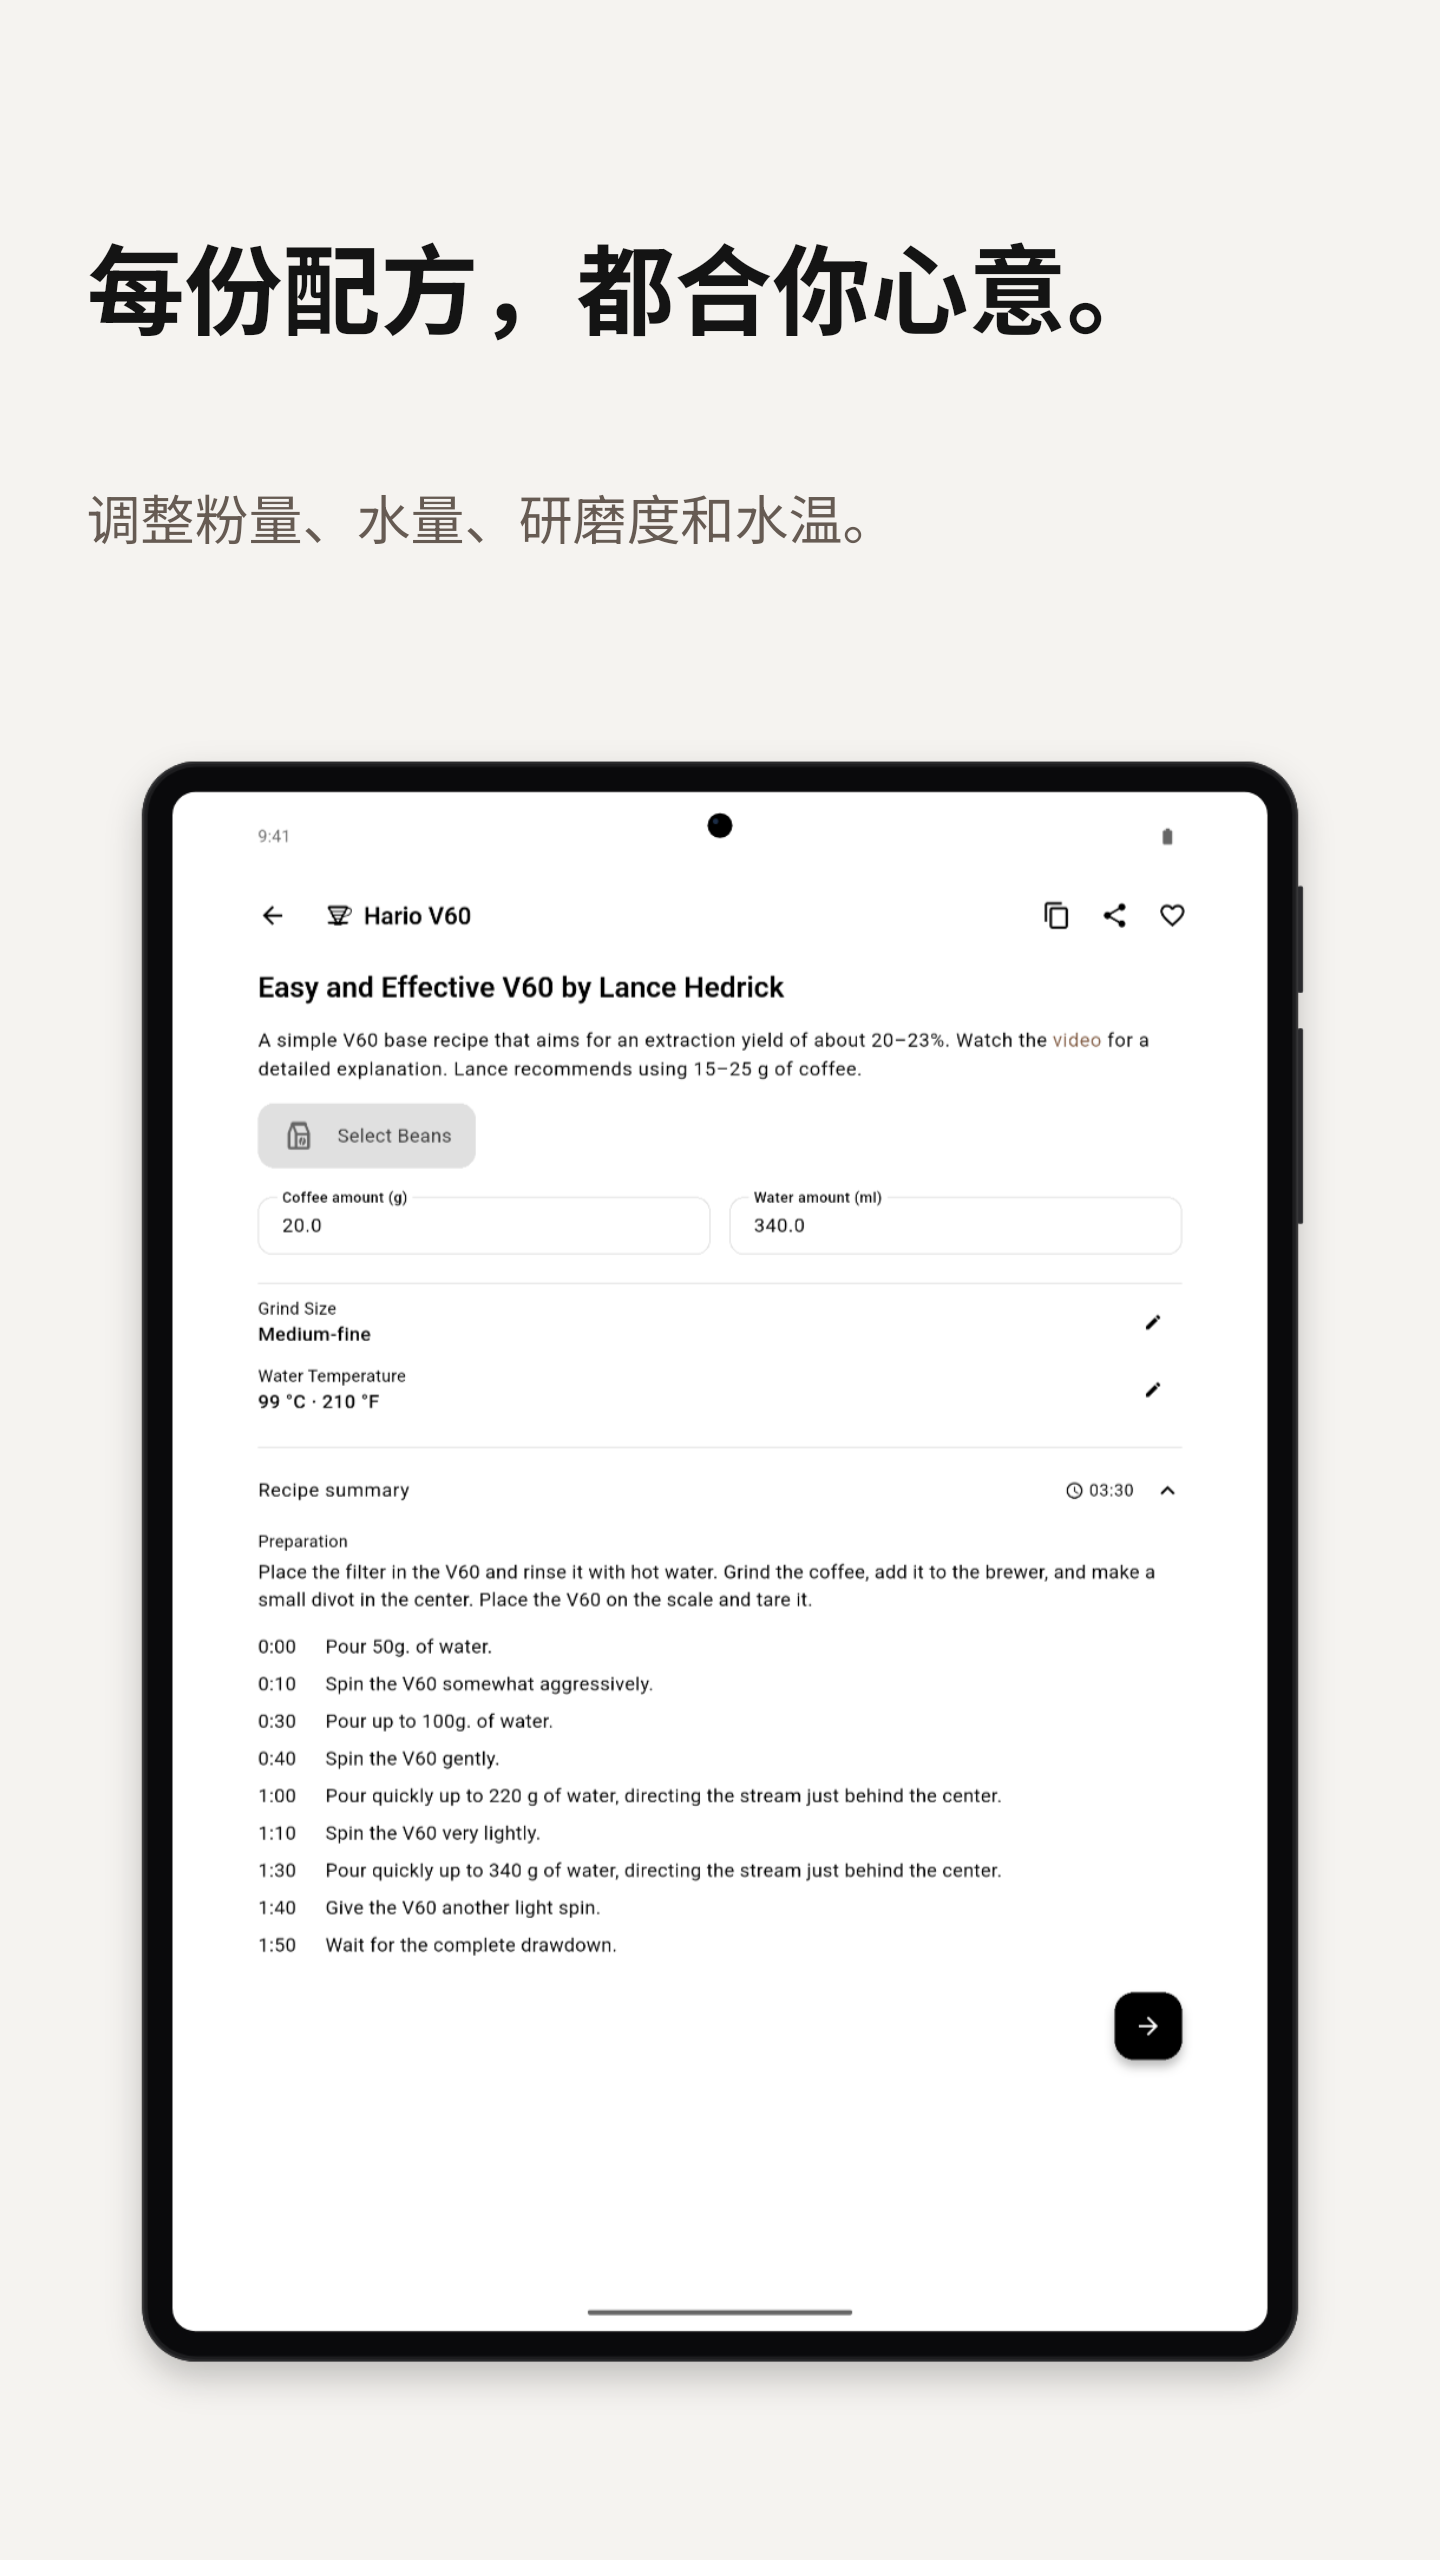 每份配方，都合你心意。
调整粉量、水量、研磨度和水温。
9:41
Hario V60
Easy and Effective V60 by Lance Hedrick
A simple V60 base recipe that aims for an extraction yield of about 20–23%. Watch the video for a
detailed explanation. Lance recommends using 15–25 g of coffee.
Select Beans
Coffee amount (g) Water amount (ml)
20.0 340.0
Grind Size
Medium-fine
Water Temperature
99 °C · 210 °F
Recipe summary 03:30
Preparation
Place the filter in the V60 and rinse it with hot water. Grind the coffee, add it to the brewer, and make a
small divot in the center. Place the V60 on the scale and tare it.
0:00 Pour 50g. of water.
0:10 Spin the V60 somewhat aggressively.
0:30 Pour up to 100g. of water.
0:40 Spin the V60 gently.
1:00 Pour quickly up to 220 g of water, directing the stream just behind the center.
1:10 Spin the V60 very lightly.
1:30 Pour quickly up to 340 g of water, directing the stream just behind the center.
1:40 Give the V60 another light spin.
1:50 Wait for the complete drawdown.